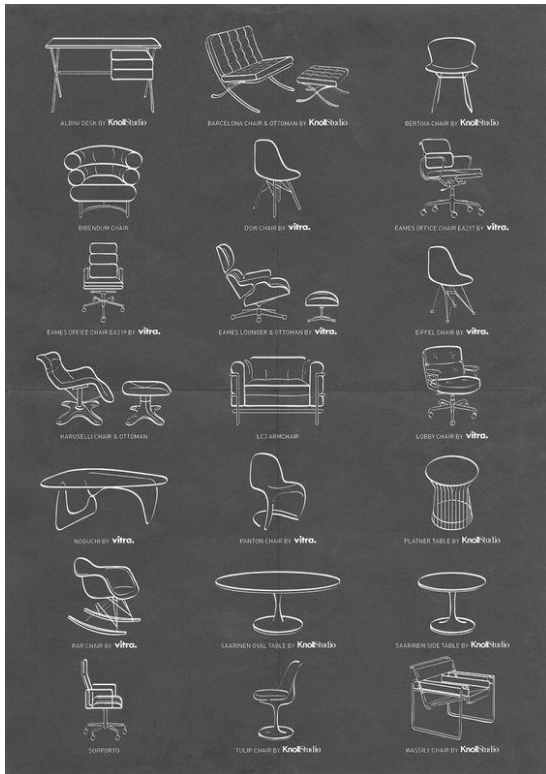 ALBINI DESK BY KnollStudio
BARCELONA CHAIR & OTTOMAN BY KnollStudio
BERTOIA CHAIR BY KnollStudio
BIBENDUM CHAIR
DSW CHAIR BY vitra.
EAMES OFFICE CHAIR EA217 BY vitra.
EAMES OFFICE CHAIR EA219 BY vitra.
EAMES LOUNGER & OTTOMAN BY vitra.
EIFFEL CHAIR BY vitra.
KARUSELLI CHAIR & OTTOMAN
LC2 ARMCHAIR
LOBBY CHAIR BY vitra.
NOGUCHI BY vitra.
PANTON CHAIR BY vitra.
PLATNER TABLE BY KnollStudio
RAR CHAIR BY vitra.
SAARINEN OVAL TABLE BY KnollStudio
SAARINEN SIDE TABLE BY KnollStudio
SUPPORTO
TULIP CHAIR BY KnollStudio
WASSILY CHAIR BY KnollStudio